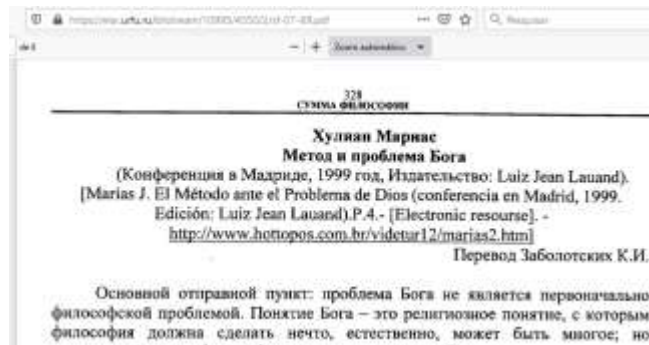 328
СУММА ФИЛОСОФИИ
Хулиан Мариас
Метод и проблема Бога
(Конференция в Мадриде, 1999 год, Издательство: Luiz Jean Lauand).
[Marías J. El Método ante el Problema de Dios (conferencia en Madrid, 1999.
Edición: Luiz Jean Lauand).P.4.- [Electronic resourse]. -
http://www.hottopos.com.br/videtur12/marias2.htm]
Перевод Заболотских К.И.
Основной отправной пункт: проблема Бога не является первоначально
философской проблемой. Понятие Бога – это религиозное понятие, с которым
философия должна сделать нечто, естественно, может быть многое; но